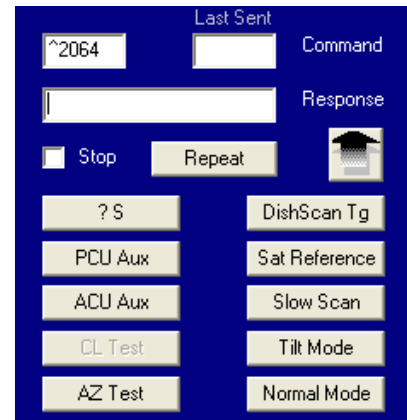 Last Sent
^2064 Command
Response
Stop Repeat
? S DishScan Tg
PCU Aux Sat Reference
ACU Aux Slow Scan
CL Test Tilt Mode
AZ Test Normal Mode